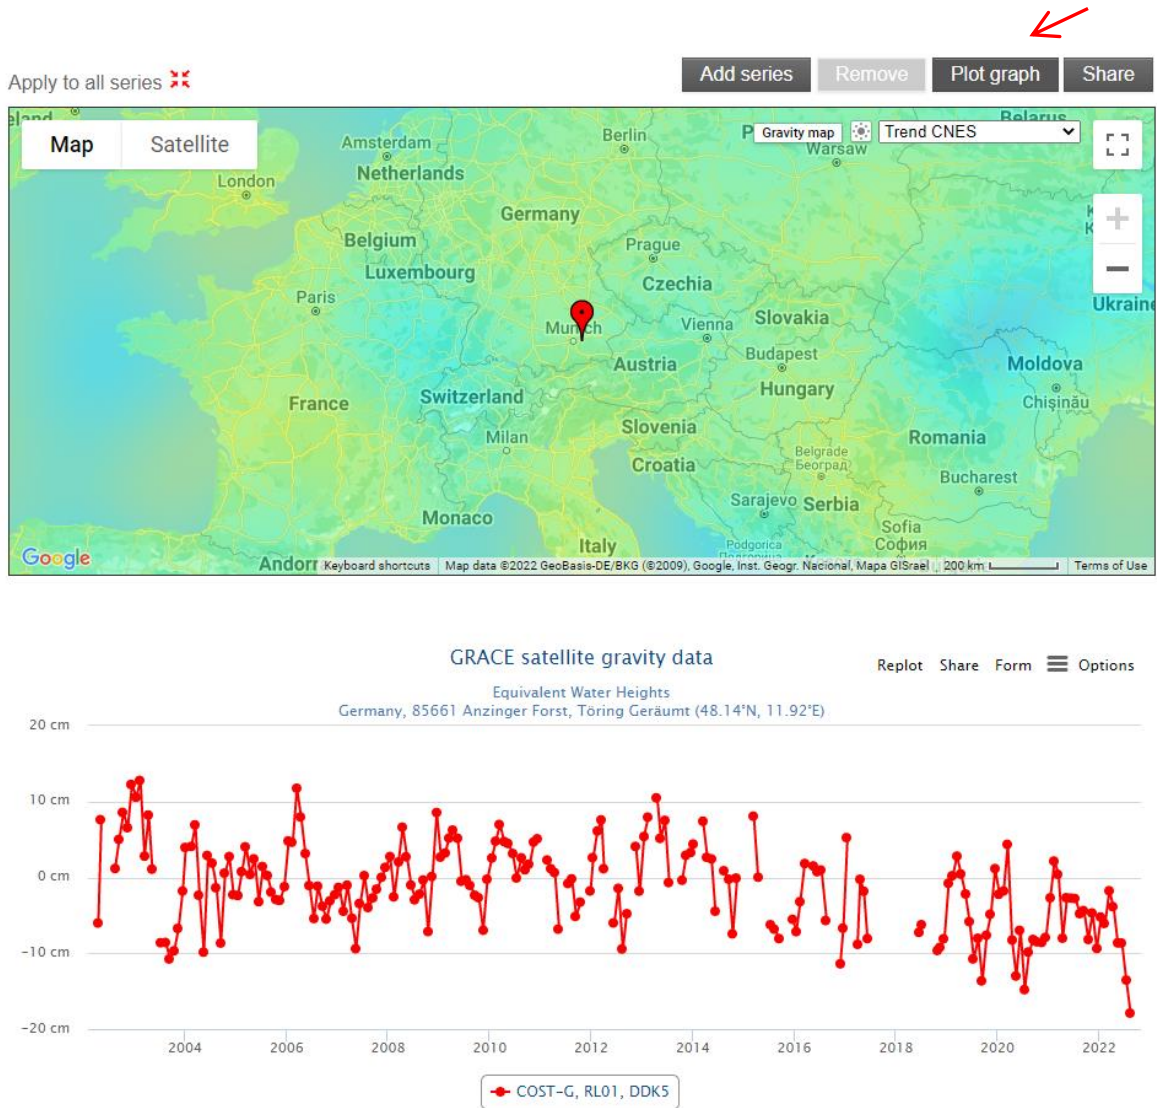 Apply to all series
Add series
Remove
Plot graph
Share
Map
Satellite
Gravity map
Trend CNES
eland
Belarus
Amsterdam
Berlin
Warsaw
Netherlands
London
Germany
Belgium
Prague
Luxembourg
Czechia
Paris
Ukraine
Munich
Vienna
Slovakia
Budapest
Austria
Moldova
Hungary
Switzerland
France
Chișinău
Slovenia
Milan
Romania
Croatia
Belgrade
Београд
Bucharest
Sarajevo
Serbia
Monaco
Sofia
София
Italy
Podgorica
Google
Andorr
Keyboard shortcuts
Map data ©2022 GeoBasis-DE/BKG (©2009), Google, Inst. Geogr. Nacional, Mapa GISrael
200 km
Terms of Use
GRACE satellite gravity data
Replot Share Form Options
Equivalent Water Heights
Germany, 85661 Anzinger Forst, Töring Geräumt (48.14°N, 11.92°E)
20 cm
10 cm
0 cm
-10 cm
-20 cm
2004 2006 2008 2010 2012 2014 2016 2018 2020 2022
COST-G, RL01, DDK5